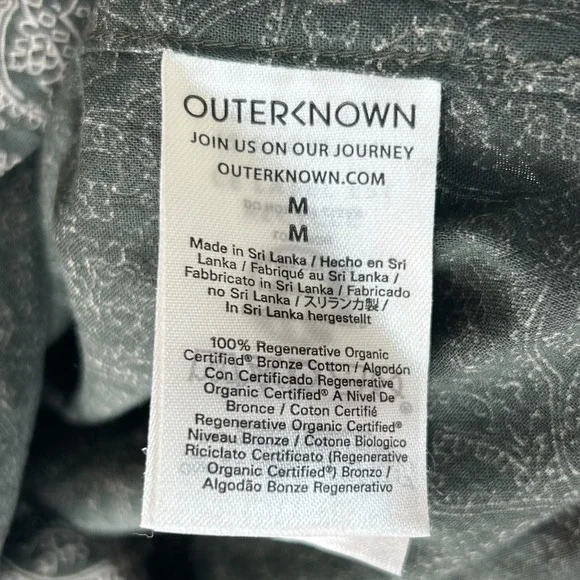 OUTERKNOWN
JOIN US ON OUR JOURNEY
OUTERKNOWN.COM
M
M
Made in Sri Lanka / Hecho en Sri
Lanka / Fabriqué au Sri Lanka /
Fabbricato in Sri Lanka / Fabricado
no Sri Lanka / スリランカ製 /
In Sri Lanka hergestellt
100% Regenerative Organic
Certified® Bronze Cotton / Algodón
Con Certificado Regenerative
Organic Certified® A Nivel De
Bronce / Coton Certifié
Regenerative Organic Certified®
Niveau Bronze / Cotone Biologico
Riciclato Certificato (Regenerative
Organic Certified®) Bronzo /
Algodão Bonze Regenerativo